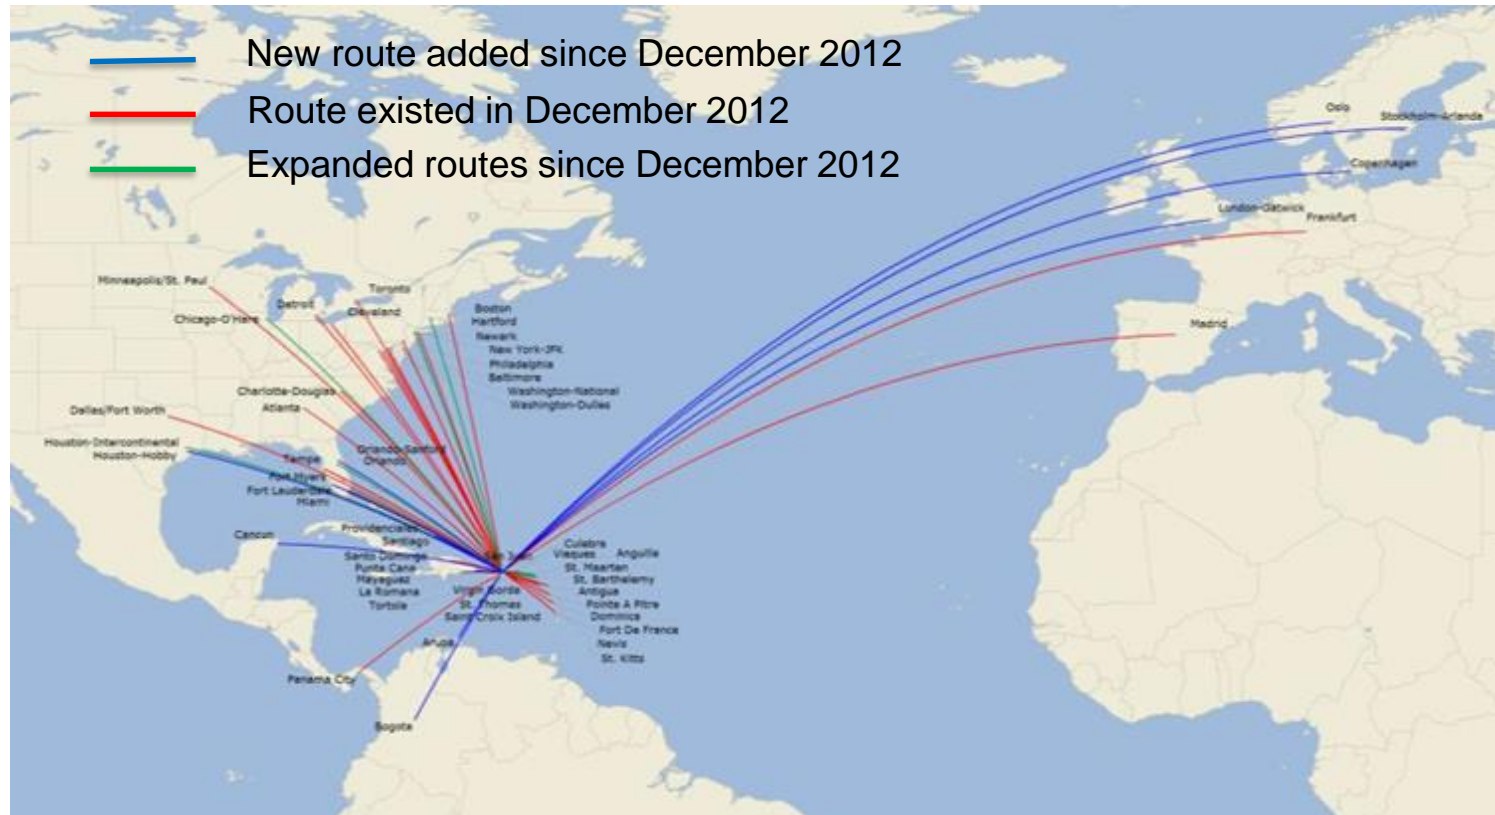 New route added since December 2012
Route existed in December 2012
Expanded routes since December 2012
Oslo
Stockholm-Arlanda
Copenhagen
London-Gatwick
Frankfurt
Madrid
Minneapolis/St. Paul
Toronto
Detroit
Cleveland
Chicago-O'Hare
Boston
Hartford
Newark
New York-JFK
Philadelphia
Baltimore
Washington-National
Washington-Dulles
Charlotte-Douglas
Atlanta
Dallas/Fort Worth
Houston-Intercontinental
Houston-Hobby
Orlando-Sanford
Orlando
Tampa
Fort Myers
Fort Lauderdale
Miami
Cancun
Providenciales
Santiago
Santo Domingo
Punta Cana
Mayaguez
La Romana
Tortola
San Juan
Virgin Gorda
St. Thomas
Saint Croix Island
Culebra
Vieques
Anguilla
St. Maarten
St. Barthelemy
Antigua
Pointe A Pitre
Dominica
Fort De France
Nevis
St. Kitts
Aruba
Panama City
Bogota